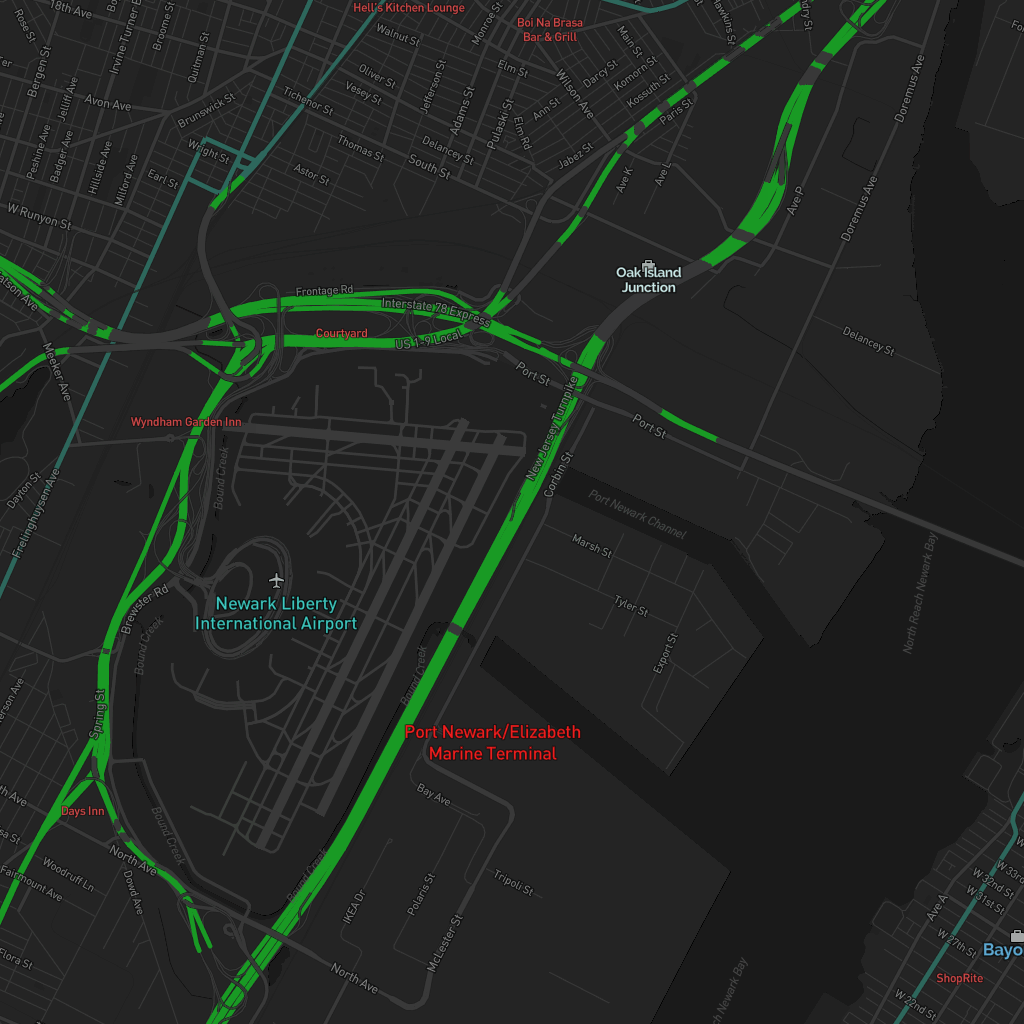 18th Ave
Hell's Kitchen Lounge
Rose St
Bergen St
Irvine Turner
Broome St
Quitman St
Walnut St
Monroe St
Boi Na Brasa
Bar & Grill
Main St
Hawkins St
Elm St
Darcy St
Komorn St
Kossuth St
Wilson Ave
Ann St
Paris St
Oliver St
Vesey St
Jefferson St
Adams St
Pulaski St
Elm Rd
Tichenor St
Avon Ave
Jelliff Ave
Brunswick St
Peshine Ave
Badger Ave
Hillside Ave
Milford Ave
Wright St
Earl St
Thomas St
Delancey St
South St
Astor St
Jabez St
Ave K
Ave L
Ave P
Doremus Ave
Doremus Ave
W Runyon St
Oak Island
Junction
Frontage Rd
Interstate 78 Express
Courtyard
US 1-9 Local
Meeker Ave
Port St
Delancey St
Wyndham Garden Inn
Port St
New Jersey Turnpike
Corbin St
Bound Creek
Dayton St
Frelinghuysen Ave
Port Newark Channel
Marsh St
North Reach Newark Bay
Newark Liberty
International Airport
Brewster Rd
Bound Creek
Tyler St
Export St
Bound Creek
Spring St
Port Newark/Elizabeth
Marine Terminal
Days Inn
Bay Ave
Bound Creek
North Ave
Woodruff Ln
Fairmount Ave
Dowd Ave
Bound Creek
IKEA Dr
Polaris St
Tripoli St
McLester St
North Ave
Flora St
W 33rd
W 32nd St
W 31st St
Ave A
W 27th St
Bayo
ShopRite
W 22nd St
Newark Bay